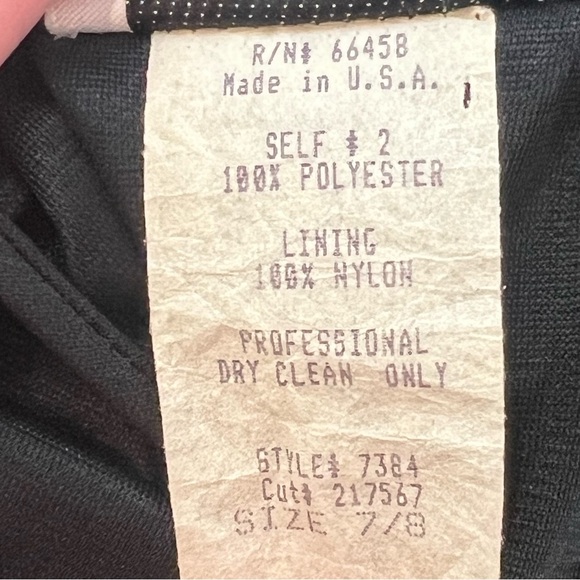 R/N# 66458
Made in U.S.A.
SELF # 2
100% POLYESTER
LINING
100% NYLON
PROFESSIONAL
DRY CLEAN ONLY
STYLE# 7384
Cut# 217567
SIZE 7/8